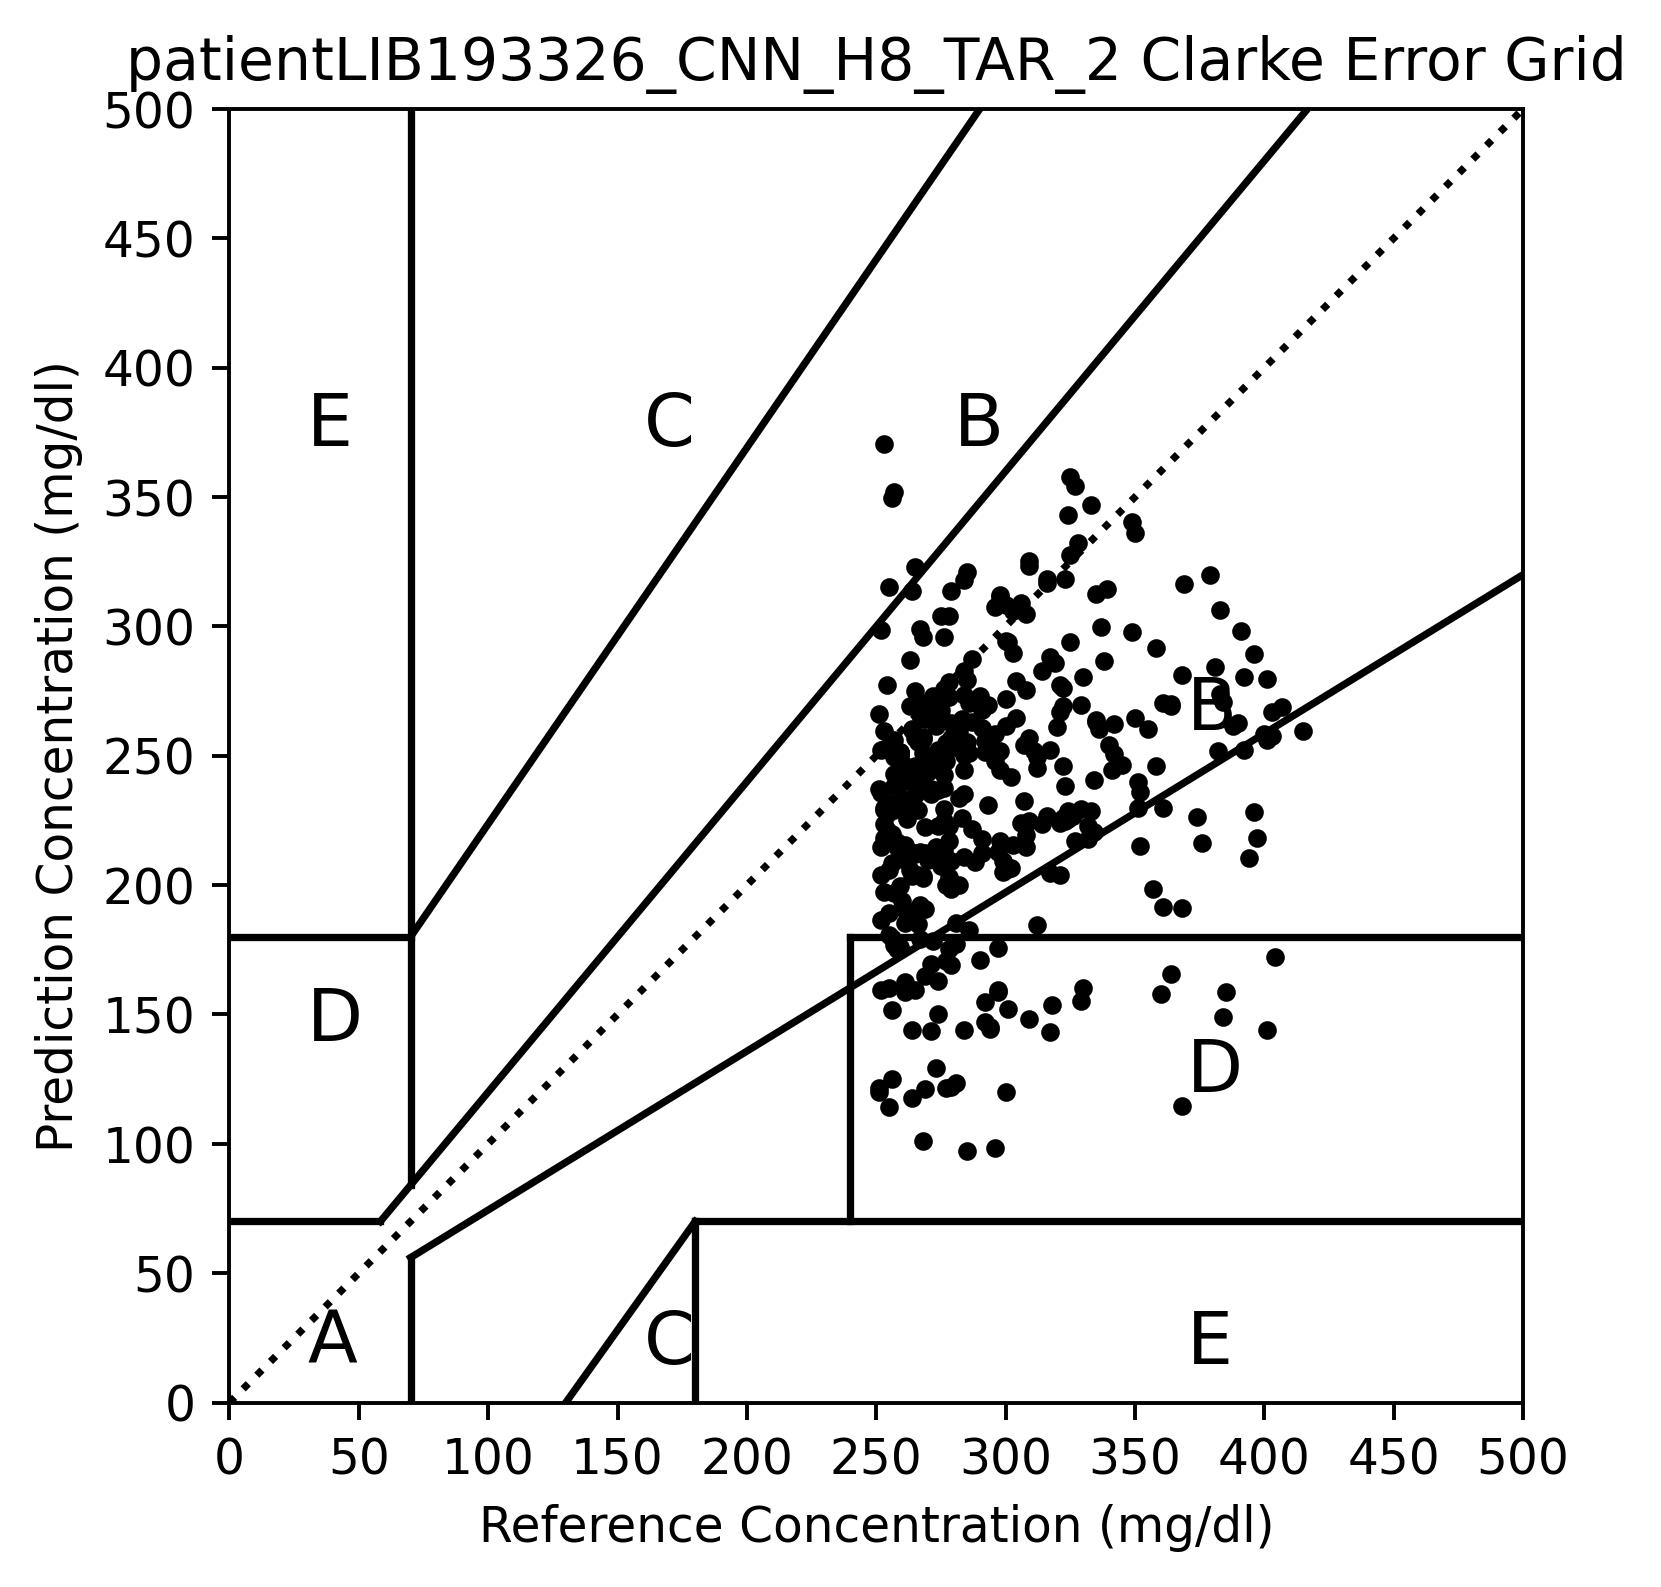 patientLIB193326_CNN_H8_TAR_2 Clarke Error Grid
500
450
400
350
300
250
200
150
100
50
0
Prediction Concentration (mg/dl)
E
C
B
B
D
D
A
C
E
0 50 100 150 200 250 300 350 400 450 500
Reference Concentration (mg/dl)